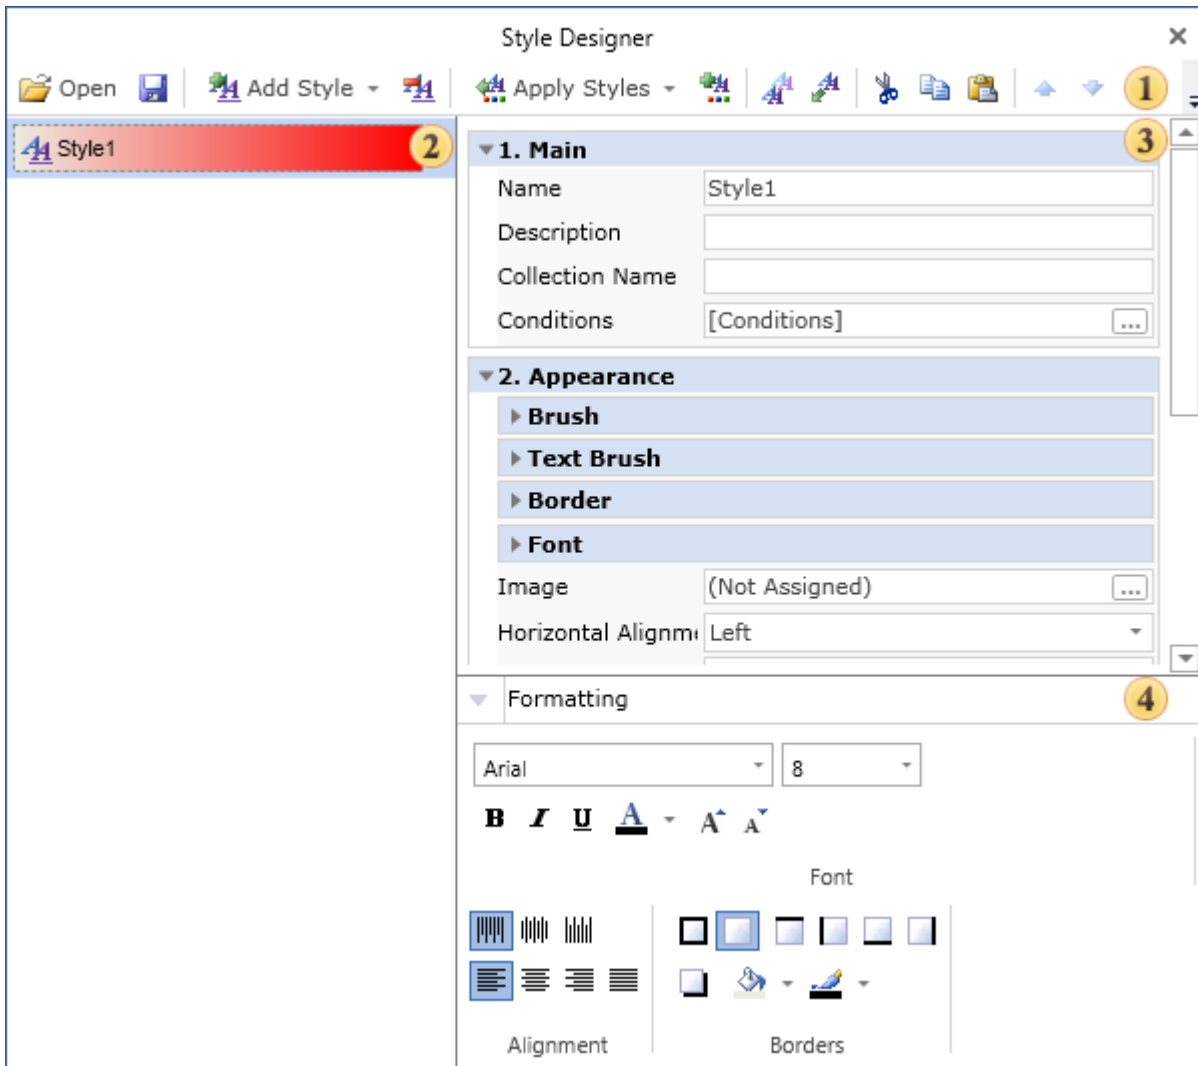 Style Designer
Open Add Style Apply Styles 1
Style1 2
1. Main 3
Name Style1
Description
Collection Name
Conditions [Conditions] ...
2. Appearance
Brush
Text Brush
Border
Font
Image (Not Assigned) ...
Horizontal Alignm Left
Formatting 4
Arial 8
B I U A A A
Font
Alignment Borders